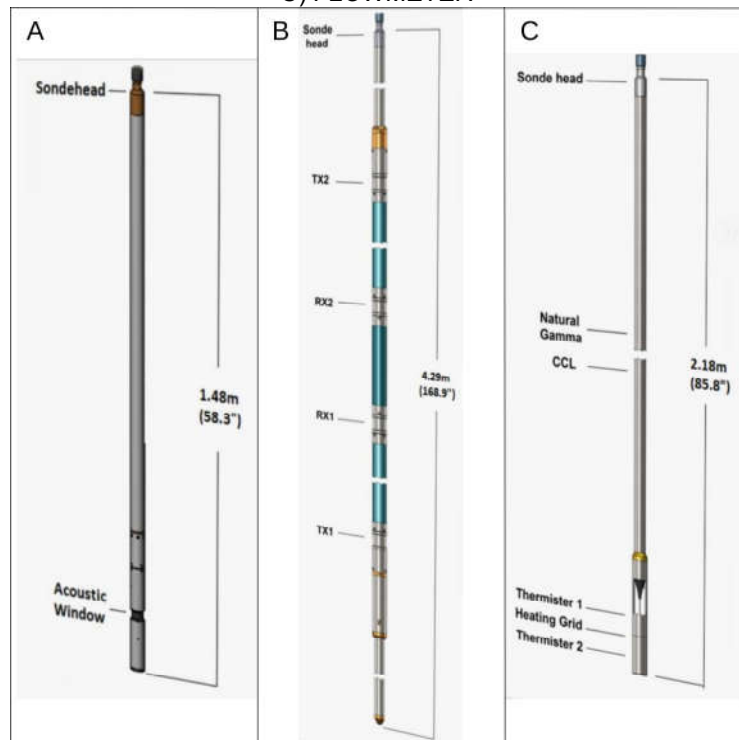 C) FLOWMETER
A
Sondehead
1.48m
(58.3")
Acoustic
Window
B
Sonde
head
TX2
RX2
4.29m
(168.9")
RX1
TX1
C
Sonde head
Natural
Gamma
CCL
2.18m
(85.8")
Thermister 1
Heating Grid
Thermister 2